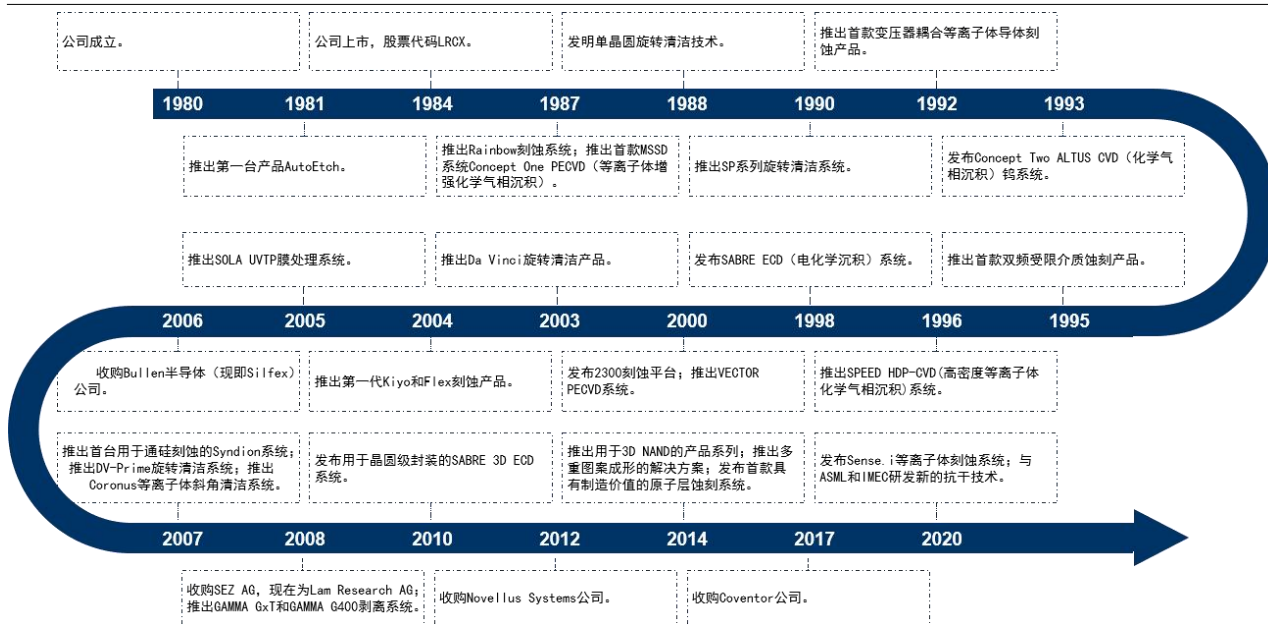 公司成立。
公司上市，股票代码LRCX。
发明单晶圆旋转清洁技术。
推出首款变压器耦合等离子体导体刻
蚀产品。
1980
1981
1984
1987
1988
1990
1992
1993
推出第一台产品AutoEtch。
推出Rainbow刻蚀系统；推出首款MSSD
系统Concept One PECVD（等离子体增
强化学气相沉积）.
推出SP系列旋转清洁系统。
发布Concept Two ALTUS CVD（化学气
相沉积）钨系统。
推出SOLA UVTP膜处理系统。
推出Da Vinci旋转清洁产品。
发布SABRE ECD（电化学沉积）系统。
推出首款双频受限介质蚀刻产品。
2006
2005
2004
2003
2000
1998
1996
1995
收购Bullen半导体（现即Silfex）
公司。
推出第一代Kiyo和Flex刻蚀产品。
发布2300刻蚀平台；推出VECTOR
PECVD系统。
推出SPEED HDP-CVD(高密度等离子体
化学气相沉积)系统。
推出首台用于通硅刻蚀的Syndion系统；
推出DV-Prime旋转清洁系统；推出
Coronus等离子体斜角清洁系统。
发布用于晶圆级封装的SABRE 3D ECD
系统。
推出用于3D NAND的产品系列；推出多
重图案成形的解决方案；发布首款具
有制造价值的原子层蚀刻系统。
发布Sense.i等离子体刻蚀系统；与
ASML和IMEC研发新的抗干技术。
2007
2008
2010
2012
2014
2017
2020
收购SEZ AG，现在为Lam Research AG；
推出GAMMA GxT和GAMMA G400剥离系统。
收购Novellus Systems公司。
收购Coventor公司。